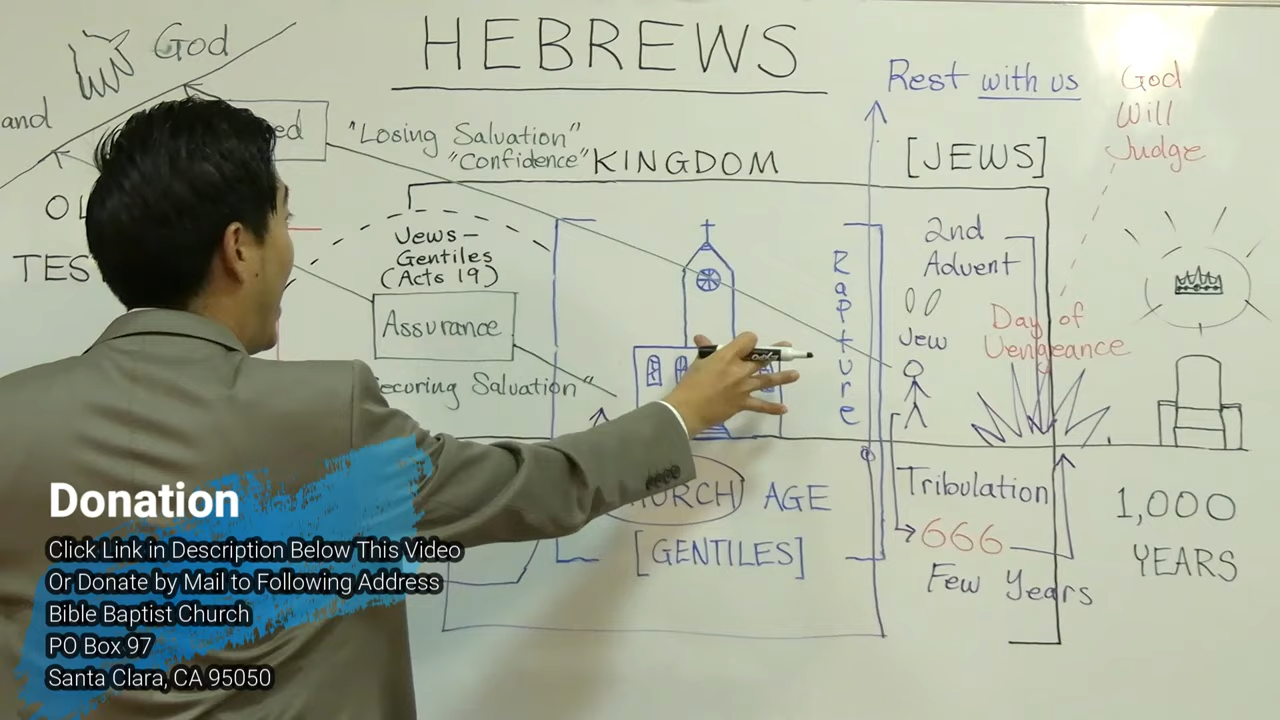 HEBREWS
God
and
"Losing Salvation"
"Confidence"
KINGDOM
Rest with us
God
Will
Judge
[JEWS]
Jews-
Gentiles
(Acts 19)
Assurance
Salvation"
Rapture
2nd
Advent
Jew
Day of
Vengeance
AGE
[GENTILES]
Tribulation
666
Few Years
1,000
YEARS
Donation
Click Link in Description Below This Video
Or Donate by Mail to Following Address
Bible Baptist Church
PO Box 97
Santa Clara, CA 95050